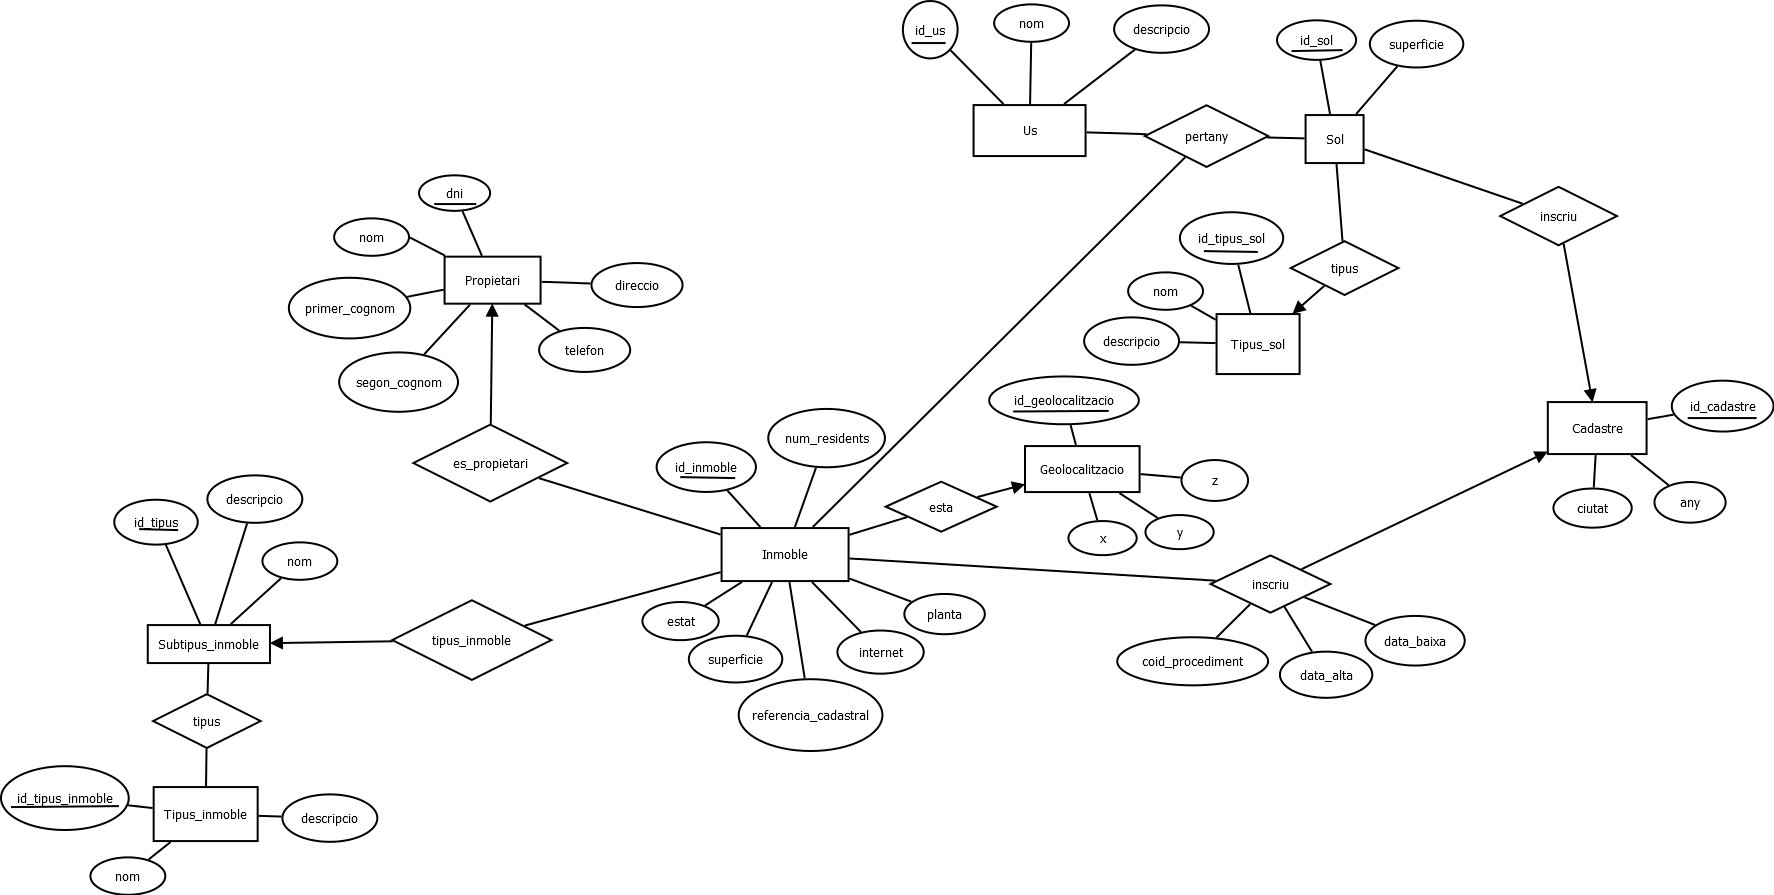 id_us
nom
descripcio
id_sol
superficie
Us
pertany
Sol
dni
nom
Propietari
direccio
primer_cognom
telefon
segon_cognom
inscriu
id_tipus_sol
tipus
nom
descripcio
Tipus_sol
id_geolocalitzacio
Cadastre
id_cadastre
ciutat
any
es_propietari
id_inmoble
num_residents
Geolocalitzacio
z
esta
x
y
id_tipus
descripcio
nom
Inmoble
inscriu
estat
superficie
referencia_cadastral
internet
planta
coid_procediment
data_alta
data_baixa
Subtipus_inmoble
tipus_inmoble
tipus
id_tipus_inmoble
Tipus_inmoble
descripcio
nom